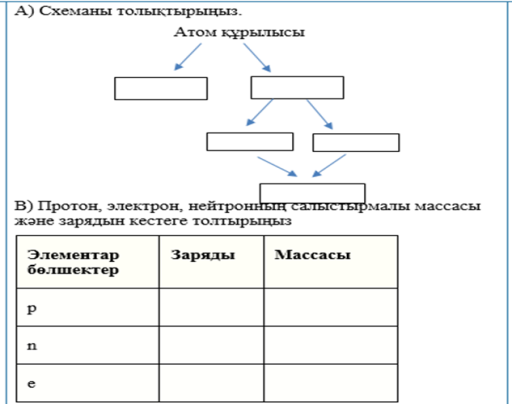 А) Схеманы толықтырыңыз.
Атом құрылысы
В) Протон, электрон, нейтронның салыстырмалы массасы
және зарядын кестеге толтырыңыз
Элементар бөлшектер
Заряды
Массасы
p
n
e